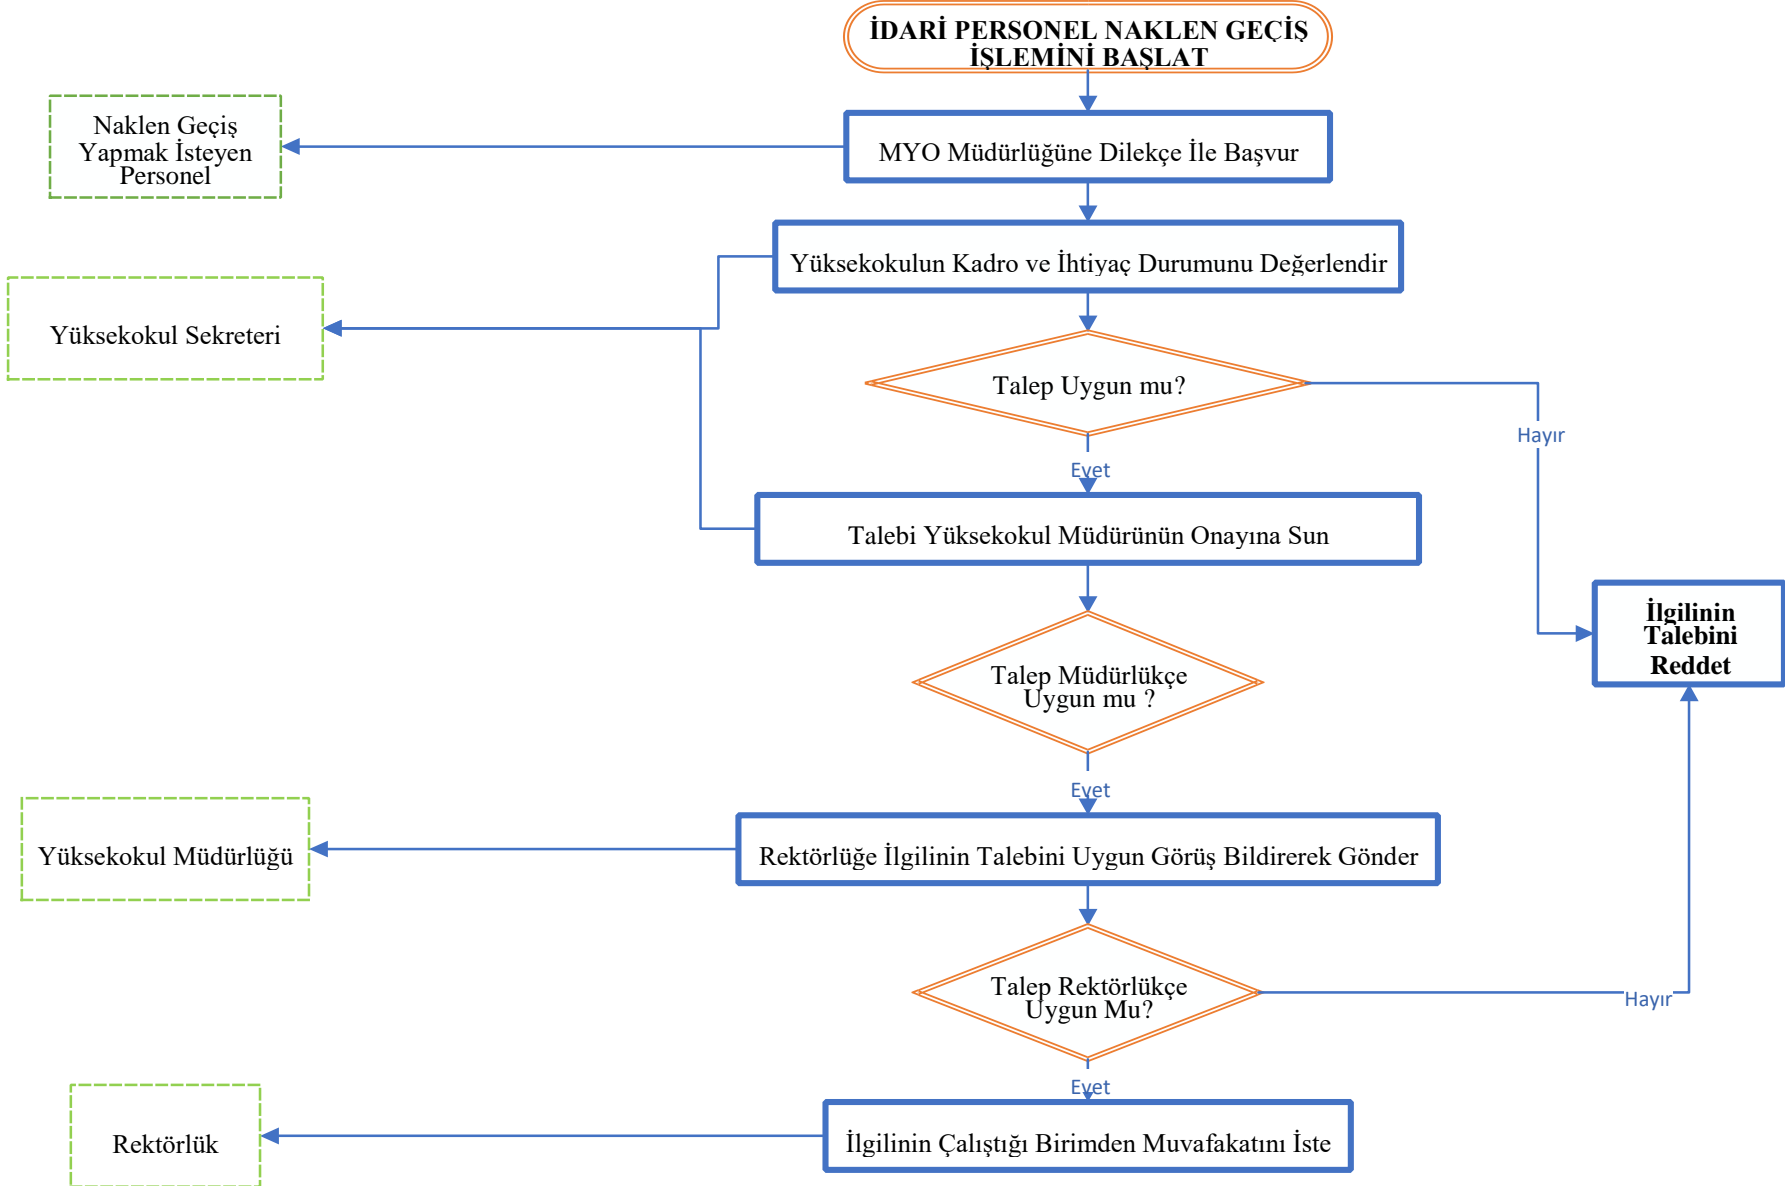 İDARİ PERSONEL NAKLEN GEÇİŞ
İŞLEMİNİ BAŞLAT
Naklen Geçiş
Yapmak İsteyen
Personel
MYO Müdürlüğüne Dilekçe İle Başvur
Yüksekokulun Kadro ve İhtiyaç Durumunu Değerlendir
Yüksekokul Sekreteri
Talep Uygun mu?
Hayır
Evet
Talebi Yüksekokul Müdürünün Onayına Sun
İlgilinin
Talebini
Reddet
Talep Müdürlükçe
Uygun mu ?
Evet
Yüksekokul Müdürlüğü
Rektörlüğe İlgilinin Talebini Uygun Görüş Bildirerek Gönder
Talep Rektörlükçe
Uygun Mu?
Hayır
Evet
Rektörlük
İlgilinin Çalıştığı Birimden Muvafakatını İste